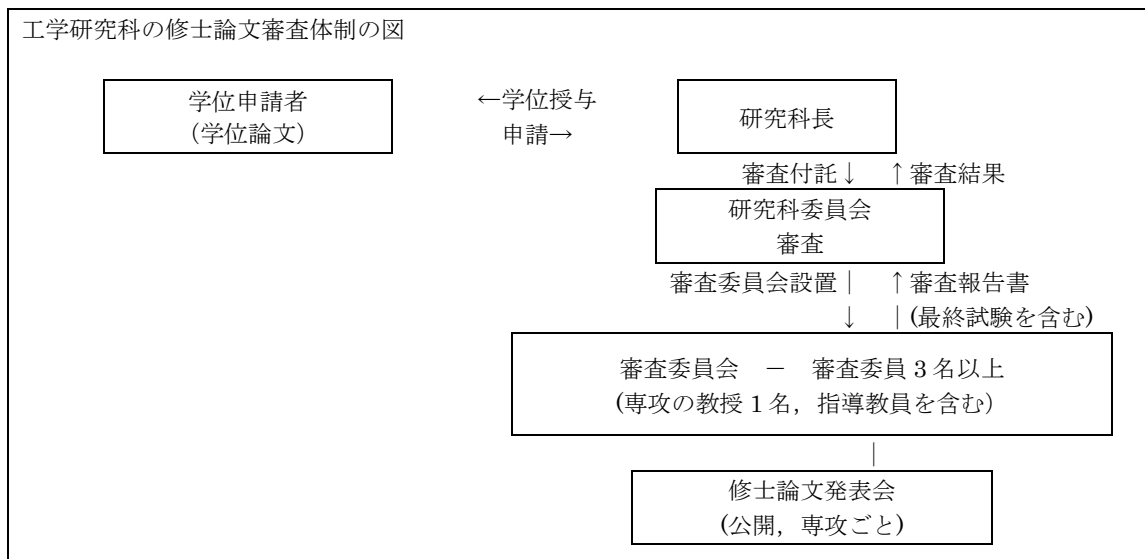 工学研究科の修士論文審査体制の図
学位申請者
(学位論文)
←学位授与
申請→
研究科長
審査付託↓ ↑審査結果
研究科委員会
審査
審査委員会設置| ↑審査報告書
↓ |(最終試験を含む)
審査委員会 － 審査委員3名以上
(専攻の教授1名，指導教員を含む)
|
修士論文発表会
(公開，専攻ごと)